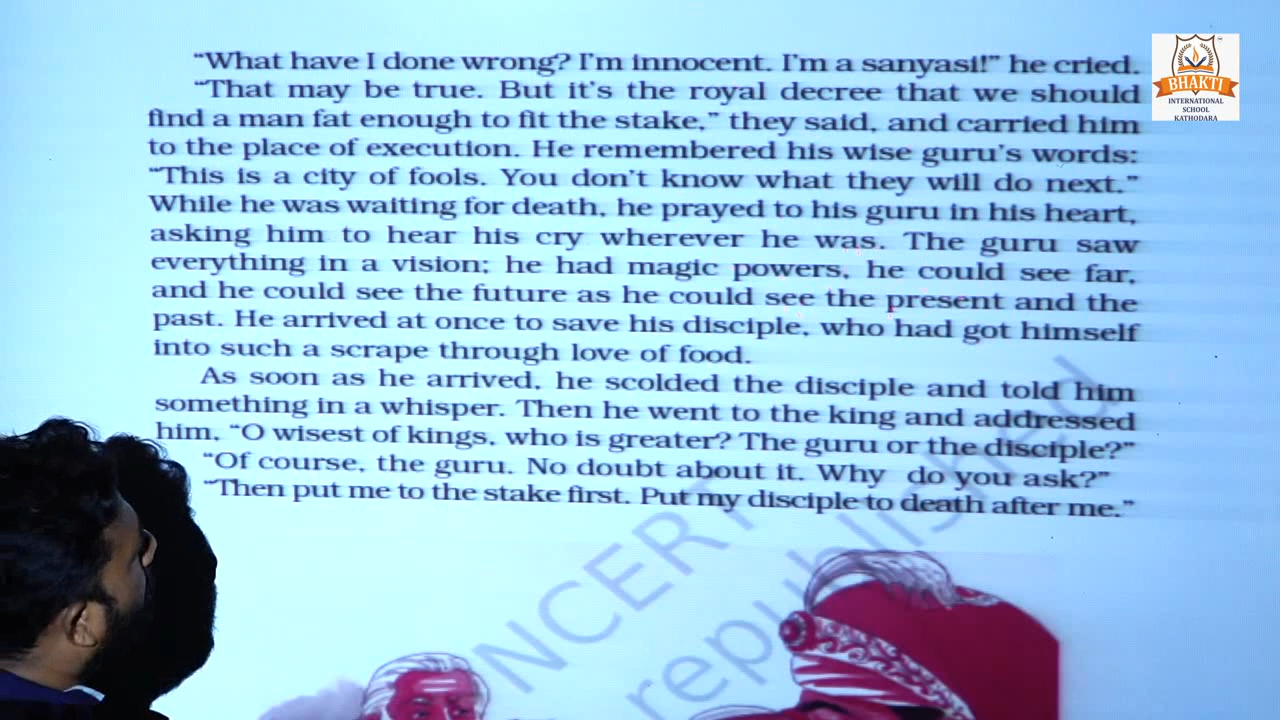 “What have I done wrong? I’m innocent. I’m a sanyasi!” he cried.
“That may be true. But it’s the royal decree that we should
find a man fat enough to fit the stake,” they said, and carried him
to the place of execution. He remembered his wise guru’s words:
“This is a city of fools. You don’t know what they will do next.”
While he was waiting for death, he prayed to his guru in his heart,
asking him to hear his cry wherever he was. The guru saw
everything in a vision; he had magic powers, he could see far,
and he could see the future as he could see the present and the
past. He arrived at once to save his disciple, who had got himself
into such a scrape through love of food.
As soon as he arrived, he scolded the disciple and told him
something in a whisper. Then he went to the king and addressed
him, “O wisest of kings, who is greater? The guru or the disciple?”
“Of course, the guru. No doubt about it. Why do you ask?”
“Then put me to the stake first. Put my disciple to death after me.”
NCERT
republished
BHAKTI
INTERNATIONAL
SCHOOL
KATHODARA